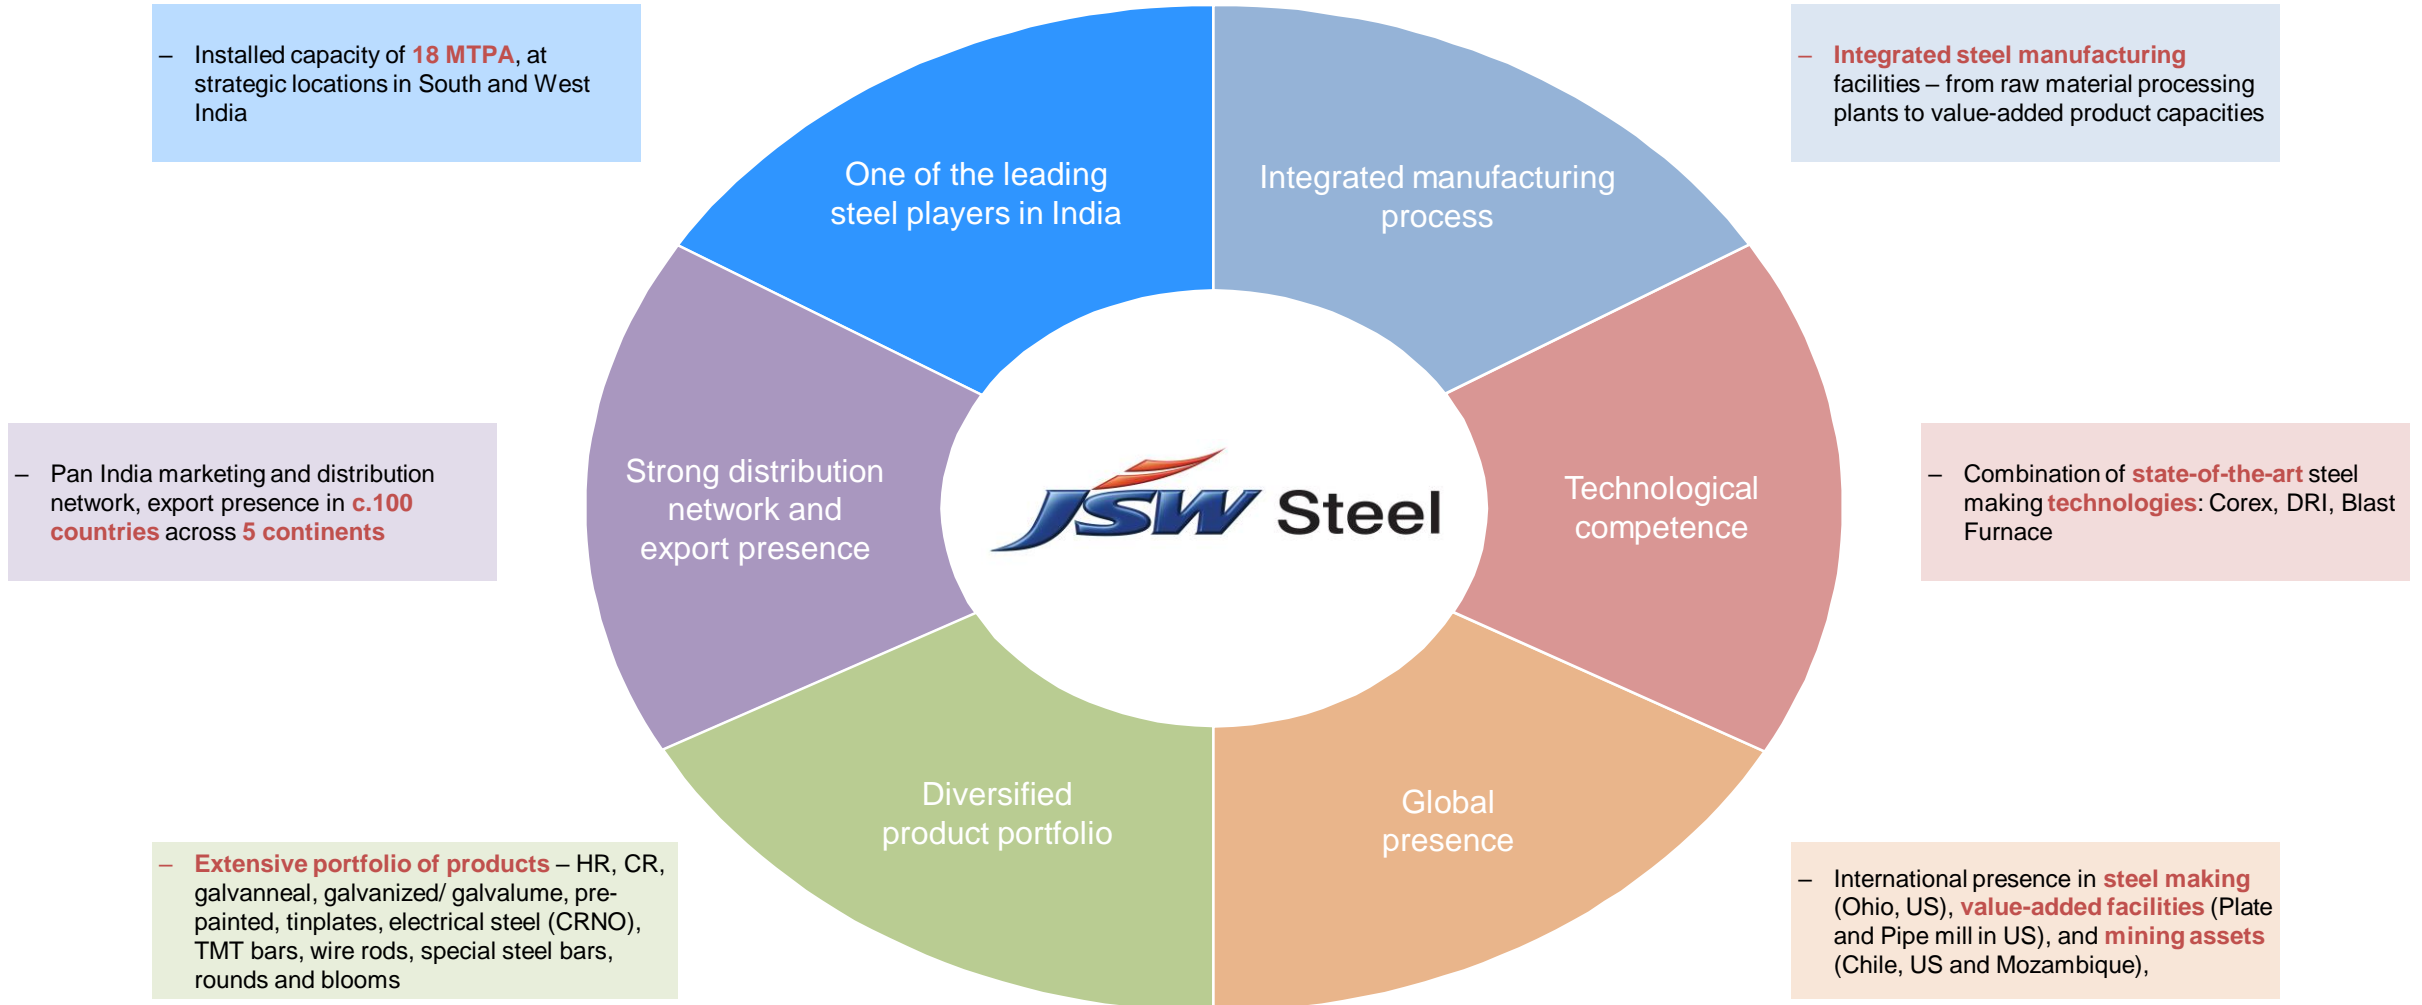 – Installed capacity of 18 MTPA, at
strategic locations in South and West
India
One of the leading
steel players in India
Integrated manufacturing
process
– Integrated steel manufacturing
facilities – from raw material processing
plants to value-added product capacities
– Pan India marketing and distribution
network, export presence in c.100
countries across 5 continents
Strong distribution
network and
export presence
JSW Steel
Technological
competence
– Combination of state-of-the-art steel
making technologies: Corex, DRI, Blast
Furnace
– Extensive portfolio of products – HR, CR,
galvanneal, galvanized/ galvalume, pre-
painted, tinplates, electrical steel (CRNO),
TMT bars, wire rods, special steel bars,
rounds and blooms
Diversified
product portfolio
Global
presence
– International presence in steel making
(Ohio, US), value-added facilities (Plate
and Pipe mill in US), and mining assets
(Chile, US and Mozambique),